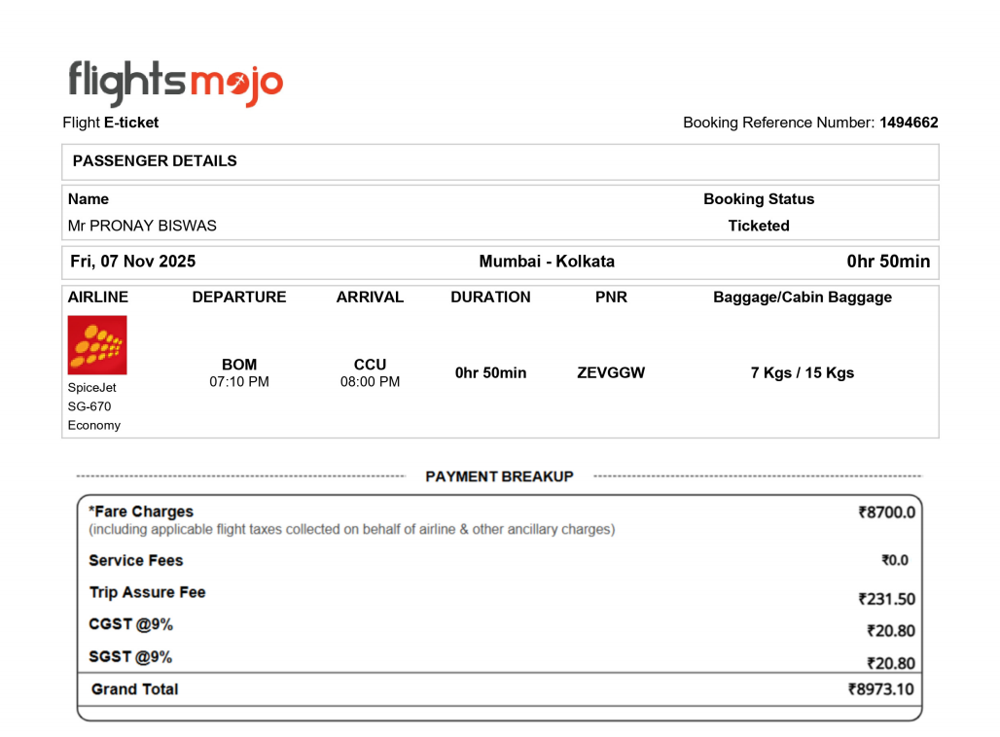 flightsmojo
Flight E-ticket
Booking Reference Number: 1494662
PASSENGER DETAILS
Name Booking Status
Mr PRONAY BISWAS Ticketed
Fri, 07 Nov 2025 Mumbai - Kolkata 0hr 50min
AIRLINE DEPARTURE ARRIVAL DURATION PNR Baggage/Cabin Baggage
BOM CCU
0hr 50min ZEVGGW 7 Kgs / 15 Kgs
07:10 PM 08:00 PM
SpiceJet
SG-670
Economy
PAYMENT BREAKUP
*Fare Charges ₹8700.0
(including applicable flight taxes collected on behalf of airline & other ancillary charges)
Service Fees ₹0.0
Trip Assure Fee ₹231.50
CGST @9% ₹20.80
SGST @9% ₹20.80
Grand Total ₹8973.10